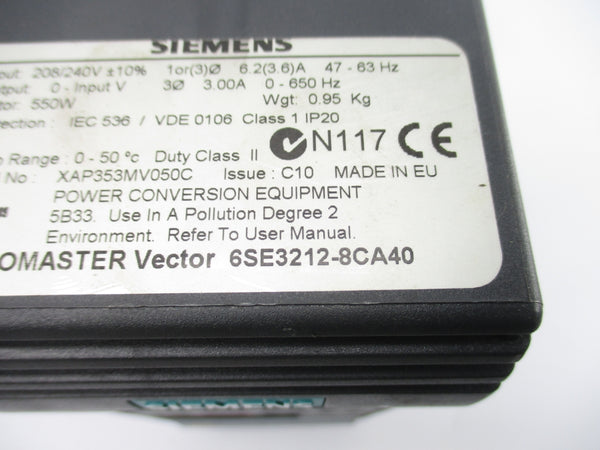 SIEMENS
put: 208/240V ±10% 1or(3)Ø 6.2(3.6)A 47 - 63 Hz
utput: 0 - Input V 3Ø 3.00A 0 - 650 Hz
tor: 550W Wgt: 0.95 Kg
tection: IEC 536 / VDE 0106 Class 1 IP20
N117 CE
p Range : 0 - 50 °c Duty Class II
l No : XAP353MV050C Issue : C10 MADE IN EU
POWER CONVERSION EQUIPMENT
5B33. Use In A Pollution Degree 2
Environment. Refer To User Manual.
OMASTER Vector 6SE3212-8CA40
SIEMENS